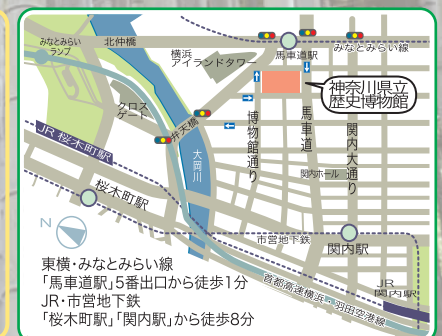 みなとみらい
ランプ
北仲橋
横浜
アイランドタワー
馬車道駅
みなとみらい線
神奈川県立
歴史博物館
クロス
ゲート
弁天橋
大岡川
博物館通り
馬車道
関内大通り
関内ホール
JR 桜木町駅
桜木町駅
市営地下鉄
関内駅
首都高速横浜・羽田空港線
JR
関内駅
N
東横・みなとみらい線
「馬車道駅」5番出口から徒歩1分
JR・市営地下鉄
「桜木町駅」「関内駅」から徒歩8分